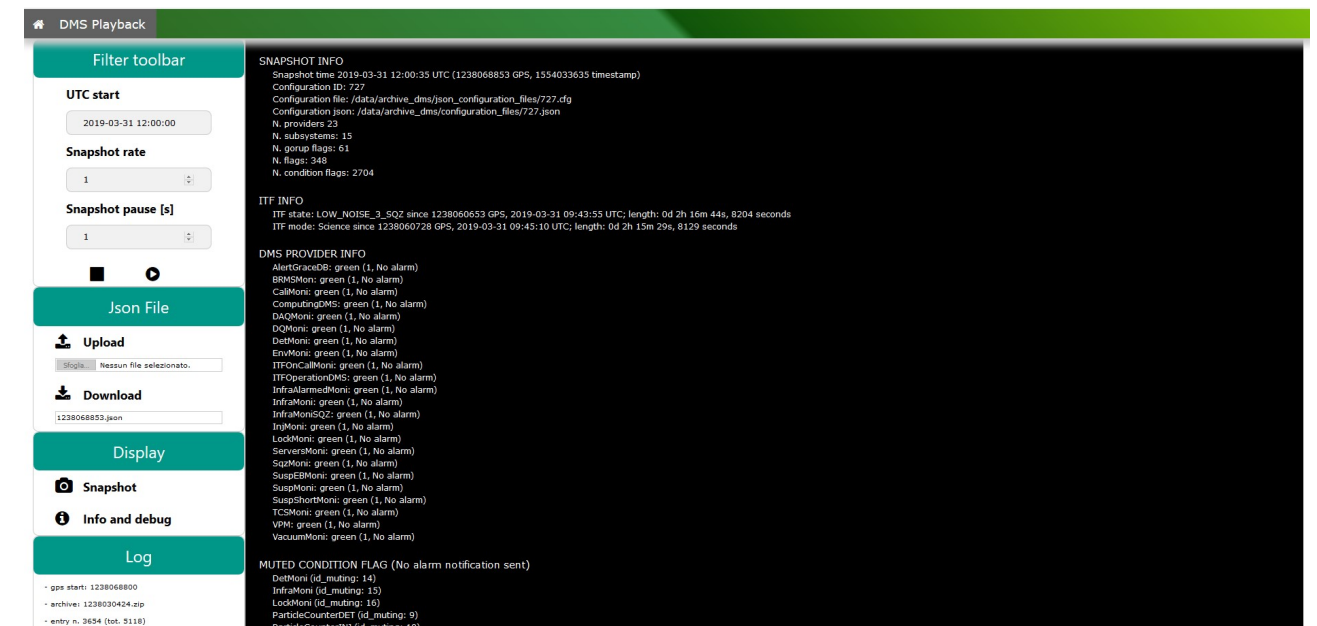 DMS Playback
Filter toolbar
UTC start
2019-03-31 12:00:00
Snapshot rate
1
Snapshot pause [s]
1
Json File
Upload
Sfoglia... Nessun file selezionato.
Download
1238068853.json
Display
Snapshot
Info and debug
Log
- gps start: 1238068800
- archive: 1238030424.zip
- entry n. 3654 (tot. 5118)
SNAPSHOT INFO
Snapshot time 2019-03-31 12:00:35 UTC (1238068853 GPS, 1554033635 timestamp)
Configuration ID: 727
Configuration file: /data/archive_dms/json_configuration_files/727.cfg
Configuration json: /data/archive_dms/configuration_files/727.json
N. providers 23
N. subsystems: 15
N. gorup flags: 61
N. flags: 348
N. condition flags: 2704
ITF INFO
ITF state: LOW_NOISE_3_SQZ since 1238060653 GPS, 2019-03-31 09:43:55 UTC; length: 0d 2h 16m 44s, 8204 seconds
ITF mode: Science since 1238060728 GPS, 2019-03-31 09:45:10 UTC; length: 0d 2h 15m 29s, 8129 seconds
DMS PROVIDER INFO
AlertGraceDB: green (1, No alarm)
BRMSMon: green (1, No alarm)
CaliMoni: green (1, No alarm)
ComputingDMS: green (1, No alarm)
DAQMoni: green (1, No alarm)
DQMoni: green (1, No alarm)
DetMoni: green (1, No alarm)
EnvMoni: green (1, No alarm)
ITFOnCallMoni: green (1, No alarm)
ITFOperationDMS: green (1, No alarm)
InfraAlarmedMoni: green (1, No alarm)
InfraMoni: green (1, No alarm)
InfraMoniSQZ: green (1, No alarm)
InjMoni: green (1, No alarm)
LockMoni: green (1, No alarm)
ServersMoni: green (1, No alarm)
SqzMoni: green (1, No alarm)
SuspEBMoni: green (1, No alarm)
SuspMoni: green (1, No alarm)
SuspShortMoni: green (1, No alarm)
TCSMoni: green (1, No alarm)
VPM: green (1, No alarm)
VacuumMoni: green (1, No alarm)
MUTED CONDITION FLAG (No alarm notification sent)
DetMoni (id_muting: 14)
InfraMoni (id_muting: 15)
LockMoni (id_muting: 16)
ParticleCounterDET (id_muting: 9)